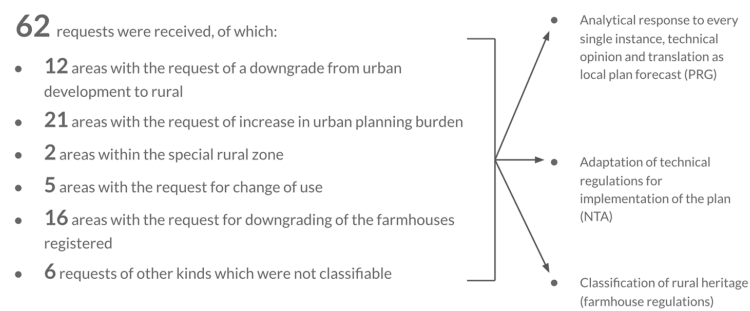 62 requests were received, of which:
• 12 areas with the request of a downgrade from urban
development to rural
• 21 areas with the request of increase in urban planning burden
• 2 areas within the special rural zone
• 5 areas with the request for change of use
• 16 areas with the request for downgrading of the farmhouses
registered
• 6 requests of other kinds which were not classifiable
• Analytical response to every
single instance, technical
opinion and translation as
local plan forecast (PRG)
• Adaptation of technical
regulations for
implementation of the plan
(NTA)
• Classification of rural heritage
(farmhouse regulations)